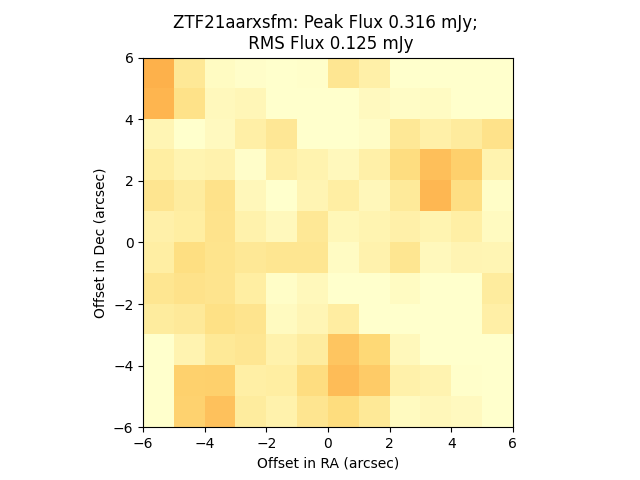 ZTF21aarxsfm: Peak Flux 0.316 mJy;
RMS Flux 0.125 mJy
6
4
2
0
−2
−4
−6
Offset in Dec (arcsec)
−6 −4 −2 0 2 4 6
Offset in RA (arcsec)